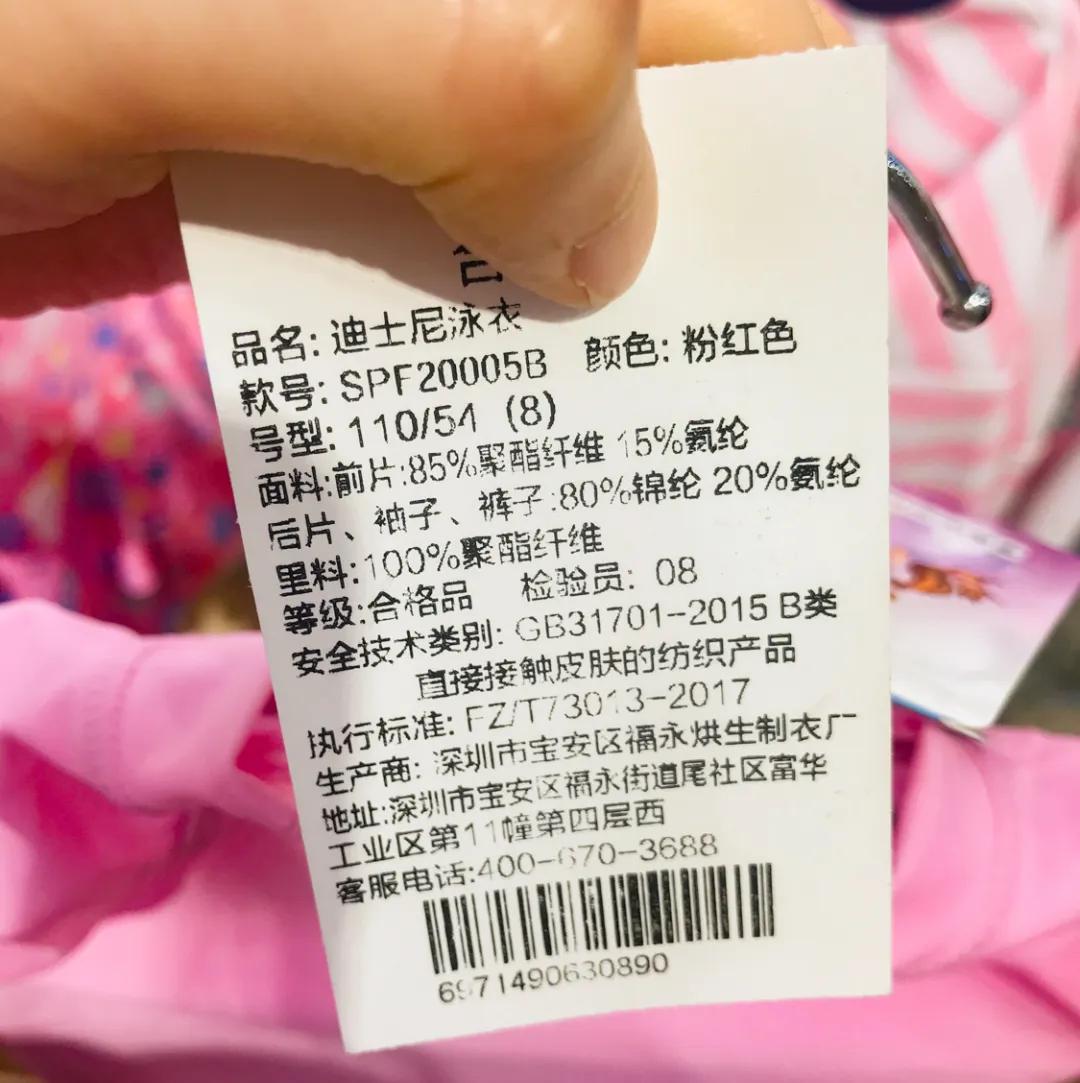 合
品名: 迪士尼泳衣
款号: SPF20005B 颜色: 粉红色
号型: 110/54 (8)
面料:前片:85%聚酯纤维 15%氨纶
后片、袖子、裤子:80%锦纶 20%氨纶
里料:100%聚酯纤维
等级:合格品 检验员: 08
安全技术类别: GB31701-2015 B类
直接接触皮肤的纺织产品
执行标准: FZ/T73013-2017
生产商: 深圳市宝安区福永烘生制衣厂
地址:深圳市宝安区福永街道尾社区富华
工业区第11幢第四层西
客服电话:400-670-3688
6971490630890